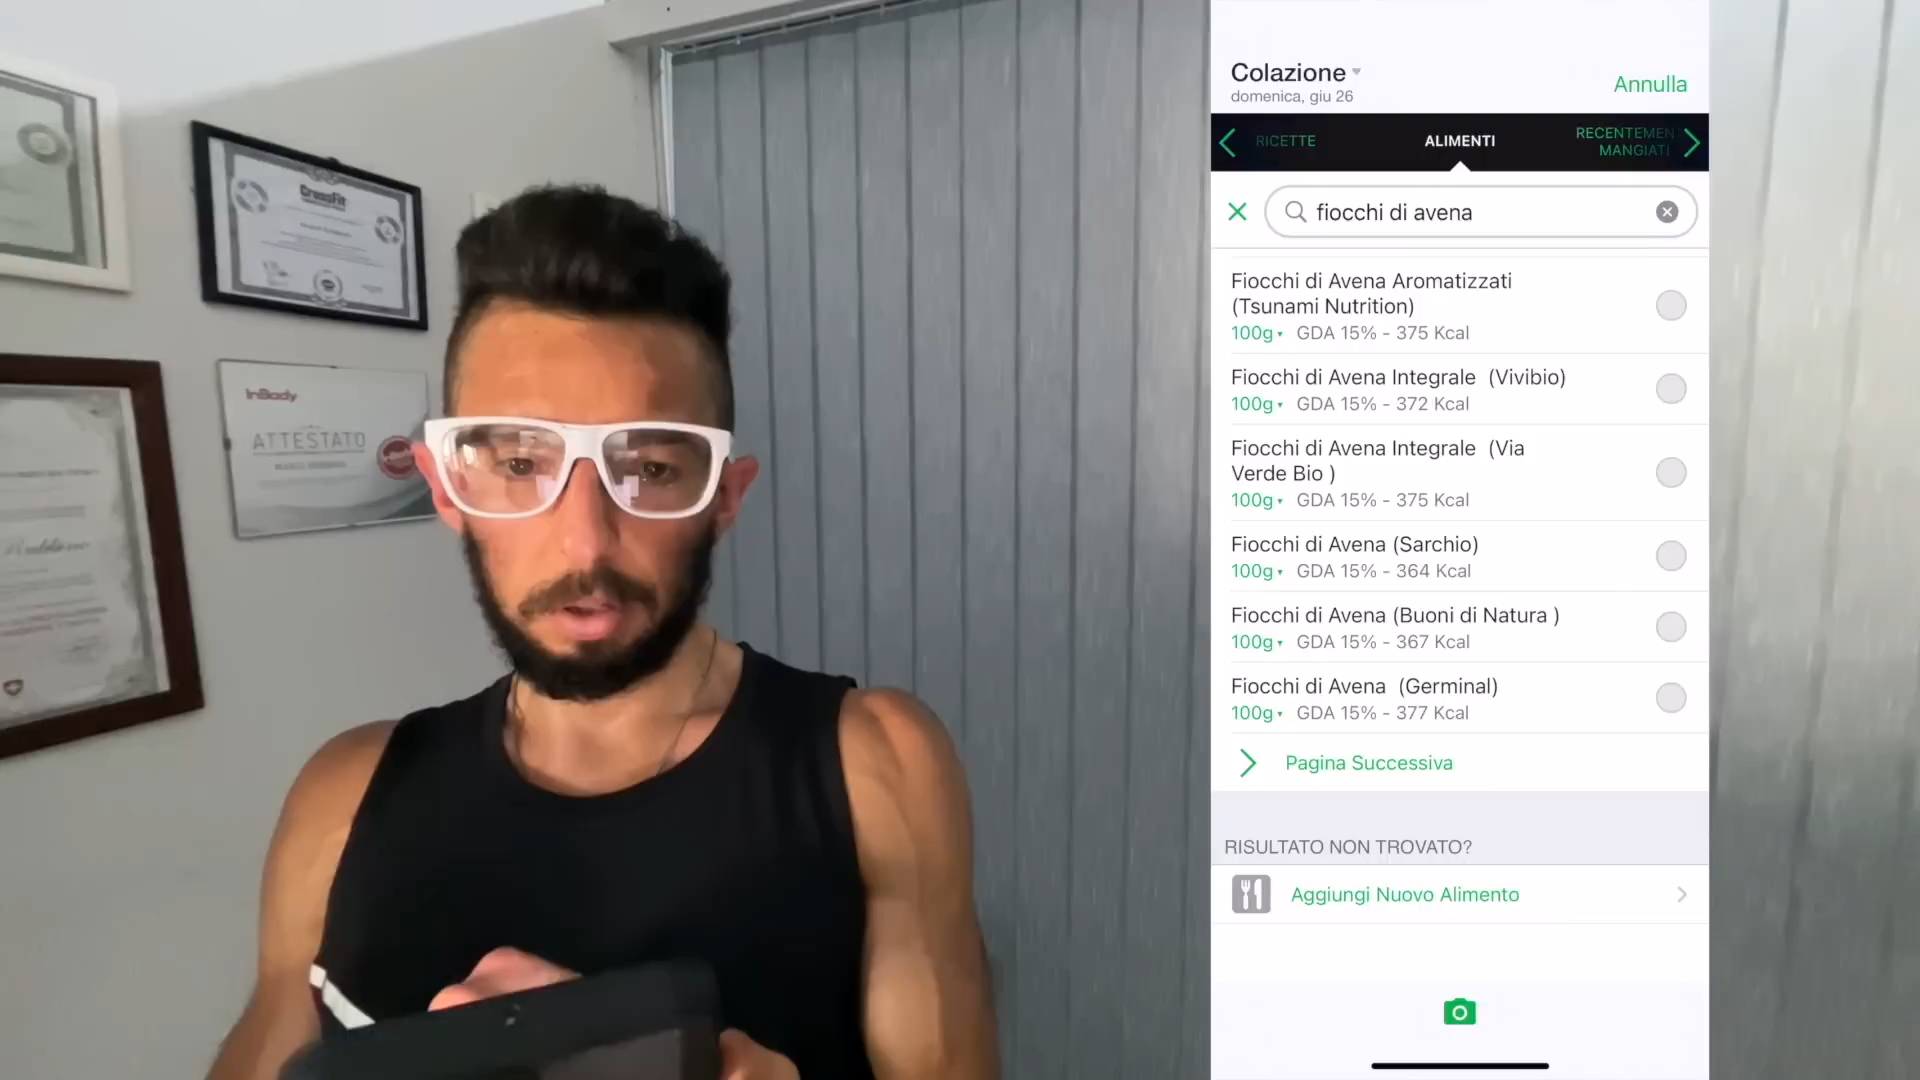 CrossFit
InBody
ATTESTATO
Colazione
domenica, giu 26
Annulla
RICETTE
ALIMENTI
RECENTEMEN
MANGIATI
fiocchi di avena
Fiocchi di Avena Aromatizzati
(Tsunami Nutrition)
100g GDA 15% - 375 Kcal
Fiocchi di Avena Integrale (Vivibio)
100g GDA 15% - 372 Kcal
Fiocchi di Avena Integrale (Via
Verde Bio )
100g GDA 15% - 375 Kcal
Fiocchi di Avena (Sarchio)
100g GDA 15% - 364 Kcal
Fiocchi di Avena (Buoni di Natura )
100g GDA 15% - 367 Kcal
Fiocchi di Avena (Germinal)
100g GDA 15% - 377 Kcal
Pagina Successiva
RISULTATO NON TROVATO?
Aggiungi Nuovo Alimento